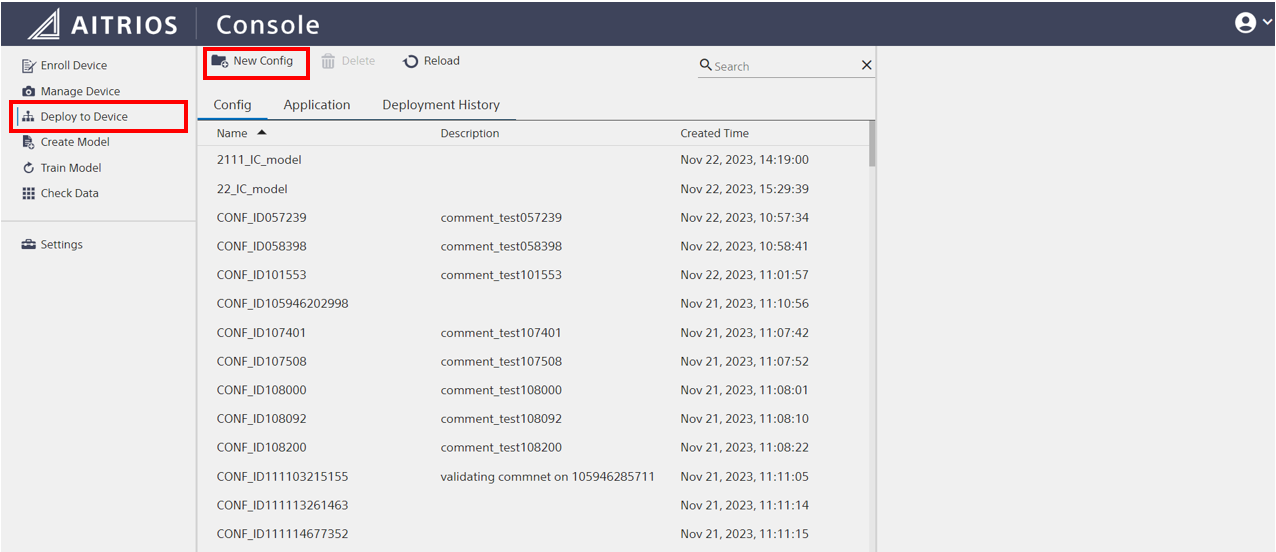 AITRIOS Console
Enroll Device
Manage Device
Deploy to Device
Create Model
Train Model
Check Data
Settings
New Config Delete Reload Search
Config Application Deployment History
Name Description Created Time
2111_IC_model Nov 22, 2023, 14:19:00
22_IC_model Nov 22, 2023, 15:29:39
CONF_ID057239 comment_test057239 Nov 22, 2023, 10:57:34
CONF_ID058398 comment_test058398 Nov 22, 2023, 10:58:41
CONF_ID101553 comment_test101553 Nov 22, 2023, 11:01:57
CONF_ID105946202998 Nov 21, 2023, 11:10:56
CONF_ID107401 comment_test107401 Nov 21, 2023, 11:07:42
CONF_ID107508 comment_test107508 Nov 21, 2023, 11:07:52
CONF_ID108000 comment_test108000 Nov 21, 2023, 11:08:01
CONF_ID108092 comment_test108092 Nov 21, 2023, 11:08:10
CONF_ID108200 comment_test108200 Nov 21, 2023, 11:08:22
CONF_ID111103215155 validating commnet on 105946285711 Nov 21, 2023, 11:11:05
CONF_ID111113261463 Nov 21, 2023, 11:11:14
CONF_ID111114677352 Nov 21, 2023, 11:11:15